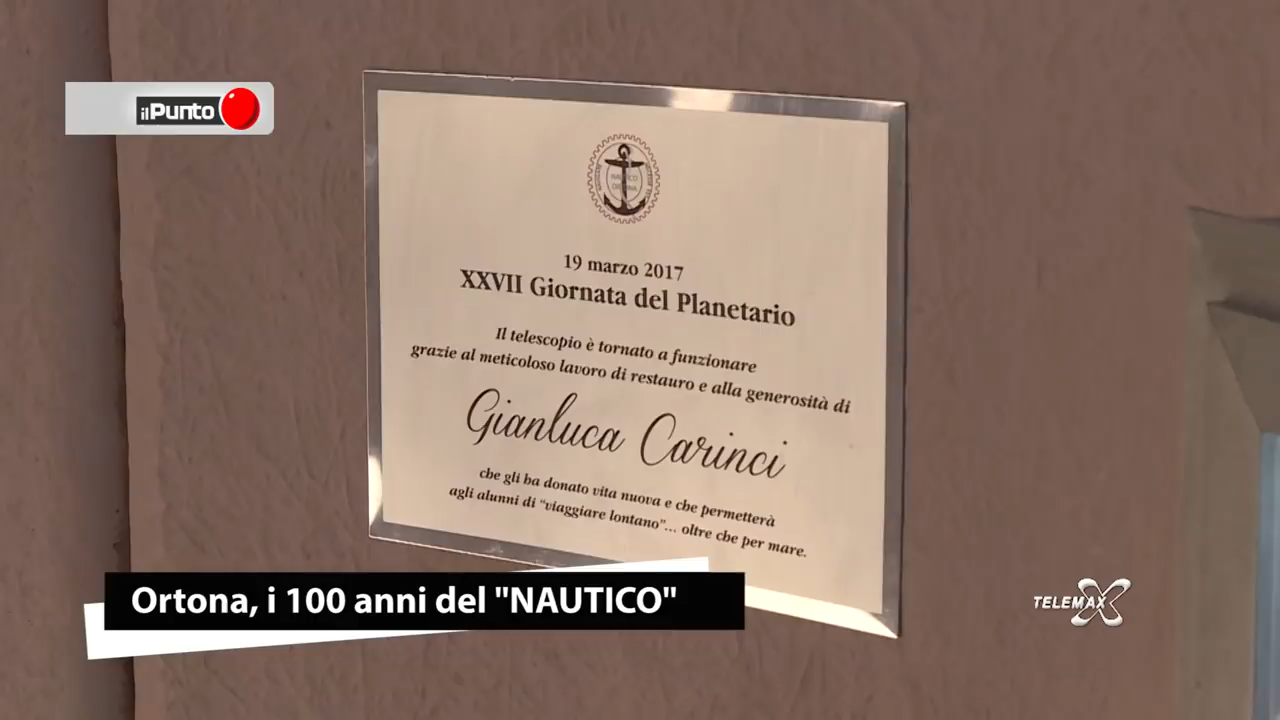 ilPunto
NAUTICO
ORTONA
19 marzo 2017
XXVII Giornata del Planetario
Il telescopio è tornato a funzionare
grazie al meticoloso lavoro di restauro e alla generosità di
Gianluca Carinci
che gli ha donato vita nuova e che permetterà
agli alunni di "viaggiare lontano"... oltre che per mare.
Ortona, i 100 anni del "NAUTICO"
TELEMAX